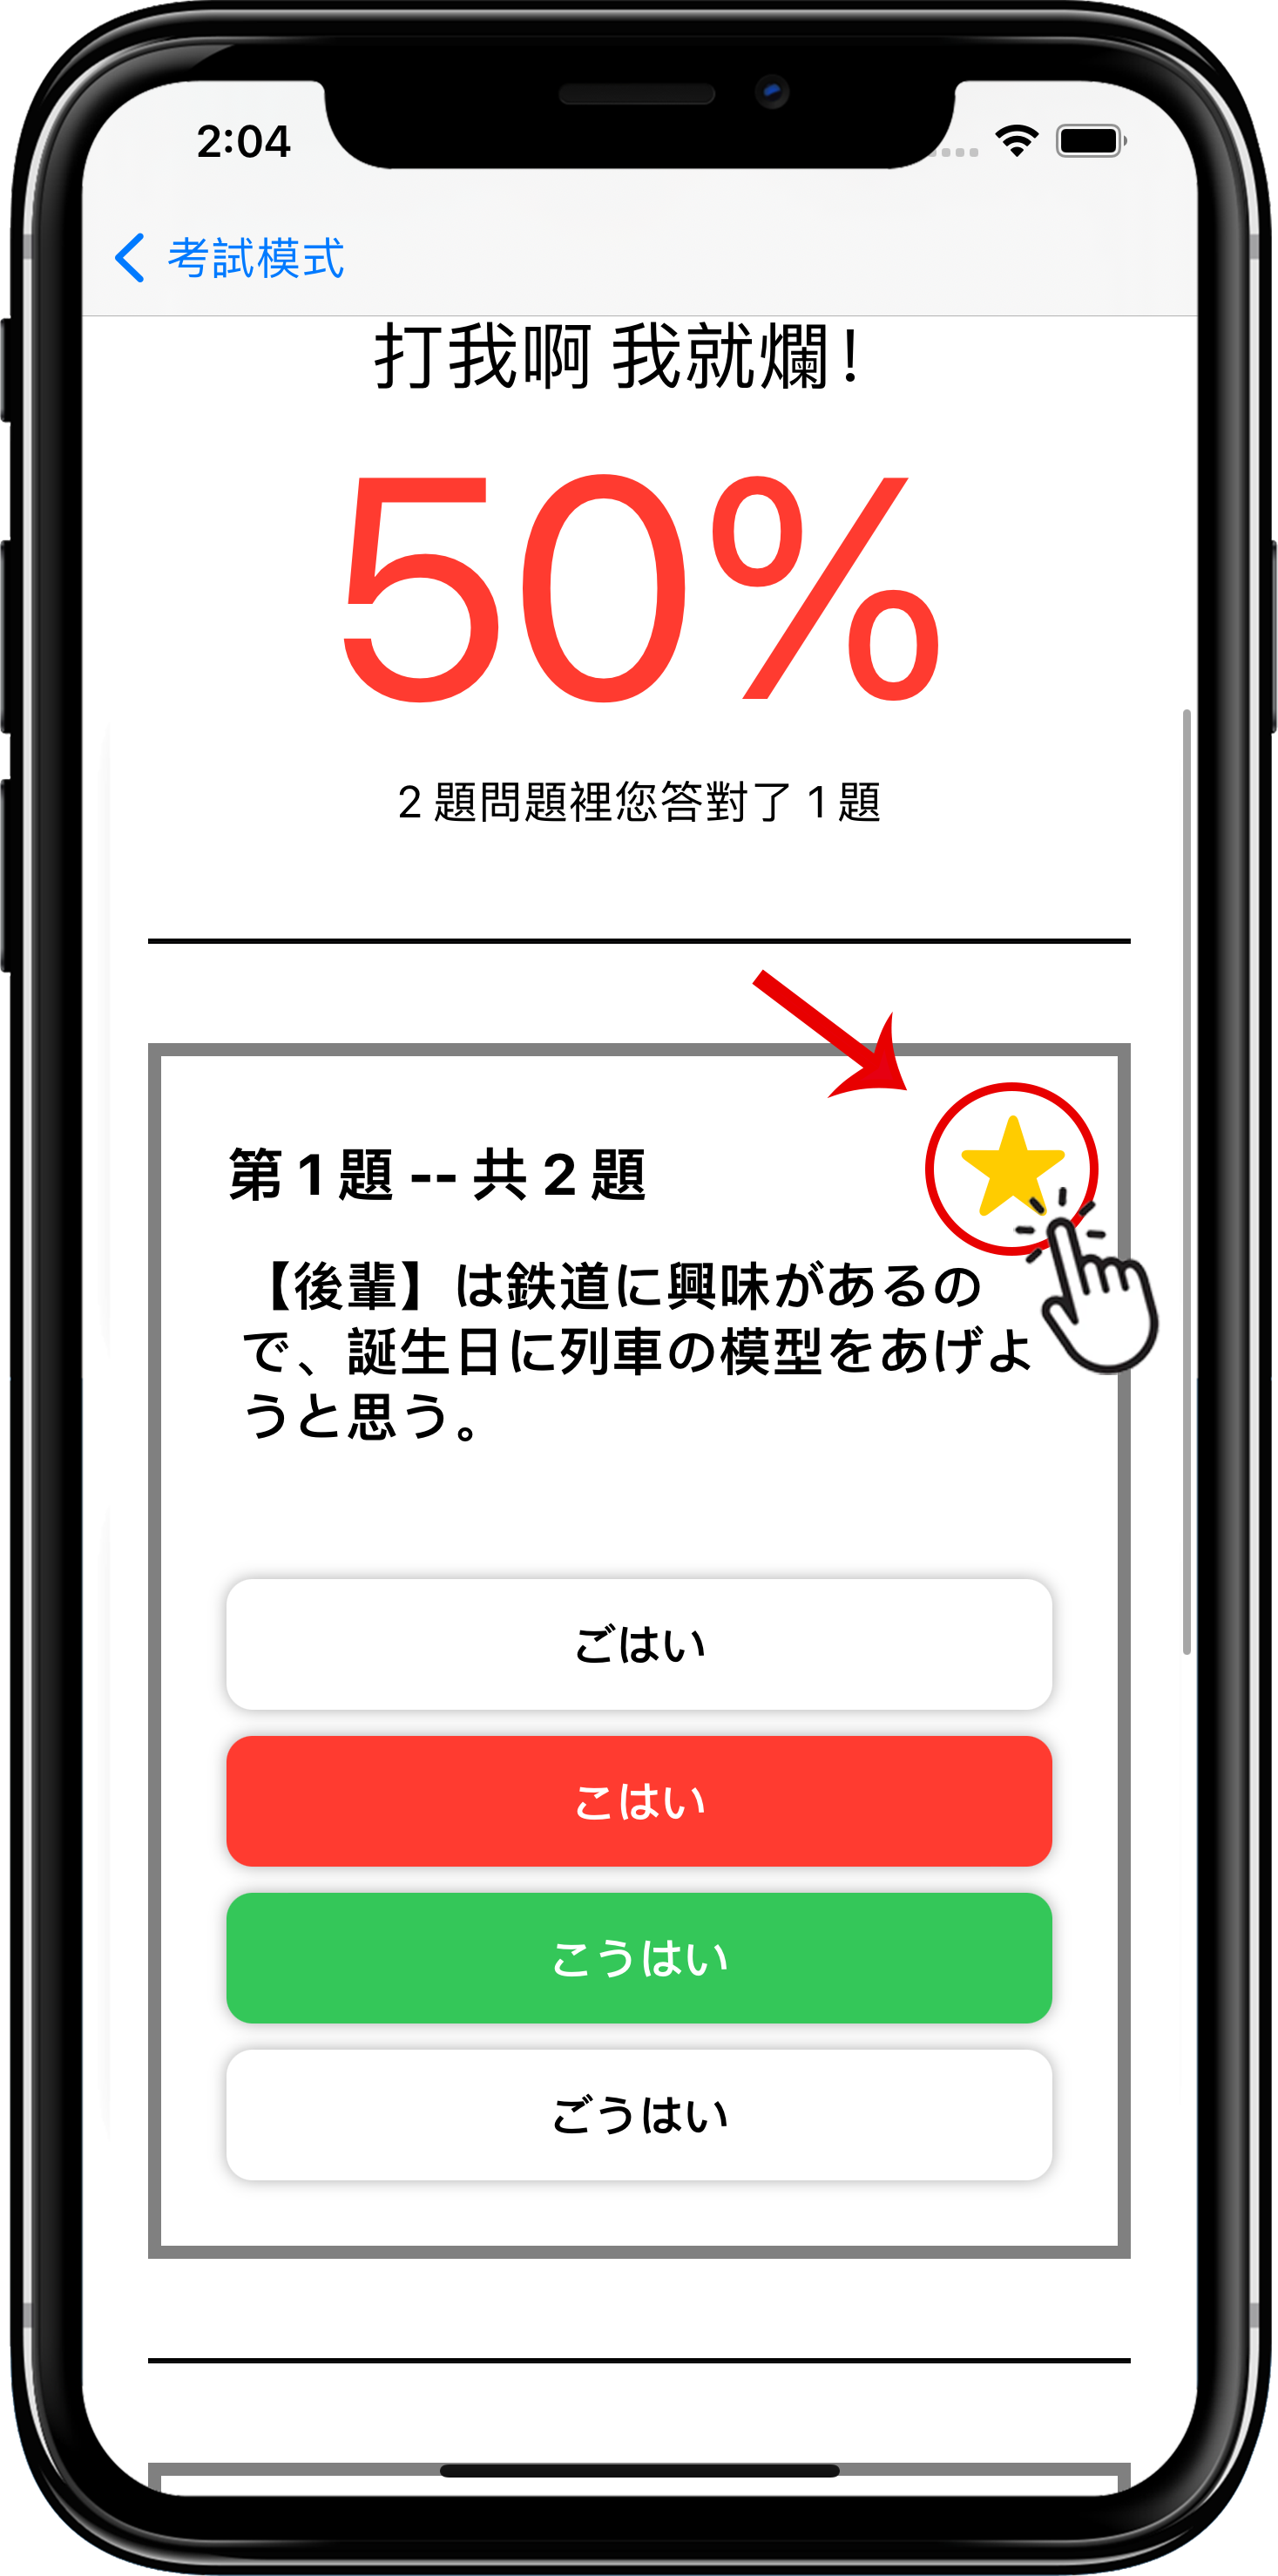 2:04
考試模式
打我啊 我就爛!
50%
2 題問題裡您答對了 1 題
第 1 題 -- 共 2 題
【後輩】は鉄道に興味があるの
で、誕生日に列車の模型をあげよ
うと思う。
ごはい
こはい
こうはい
ごうはい